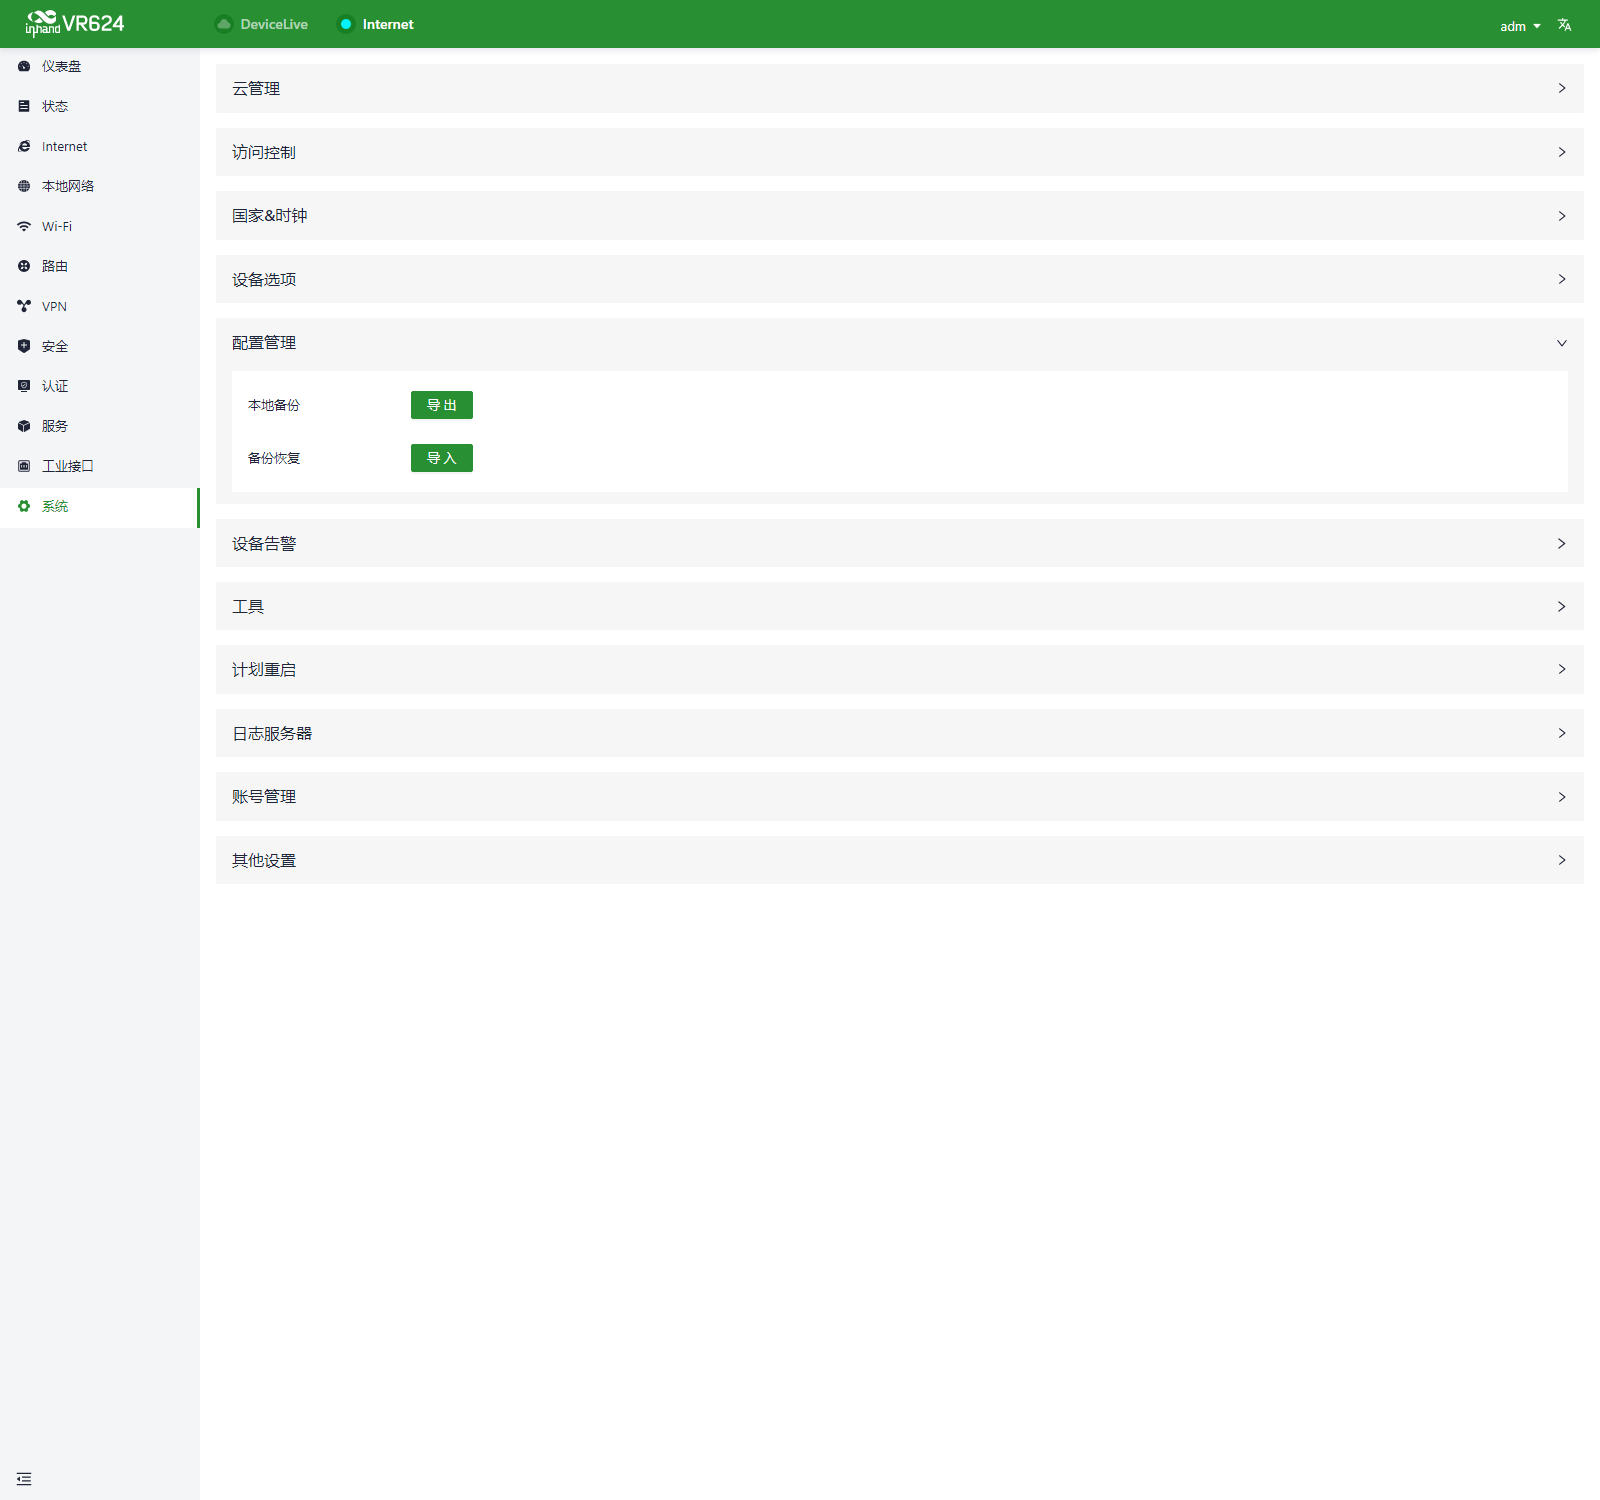 inhand VR624
DeviceLive
Internet
adm
仪表盘
状态
Internet
本地网络
Wi-Fi
路由
VPN
安全
认证
服务
工业接口
系统
云管理
访问控制
国家&时钟
设备选项
配置管理
本地备份
导出
备份恢复
导入
设备告警
工具
计划重启
日志服务器
账号管理
其他设置